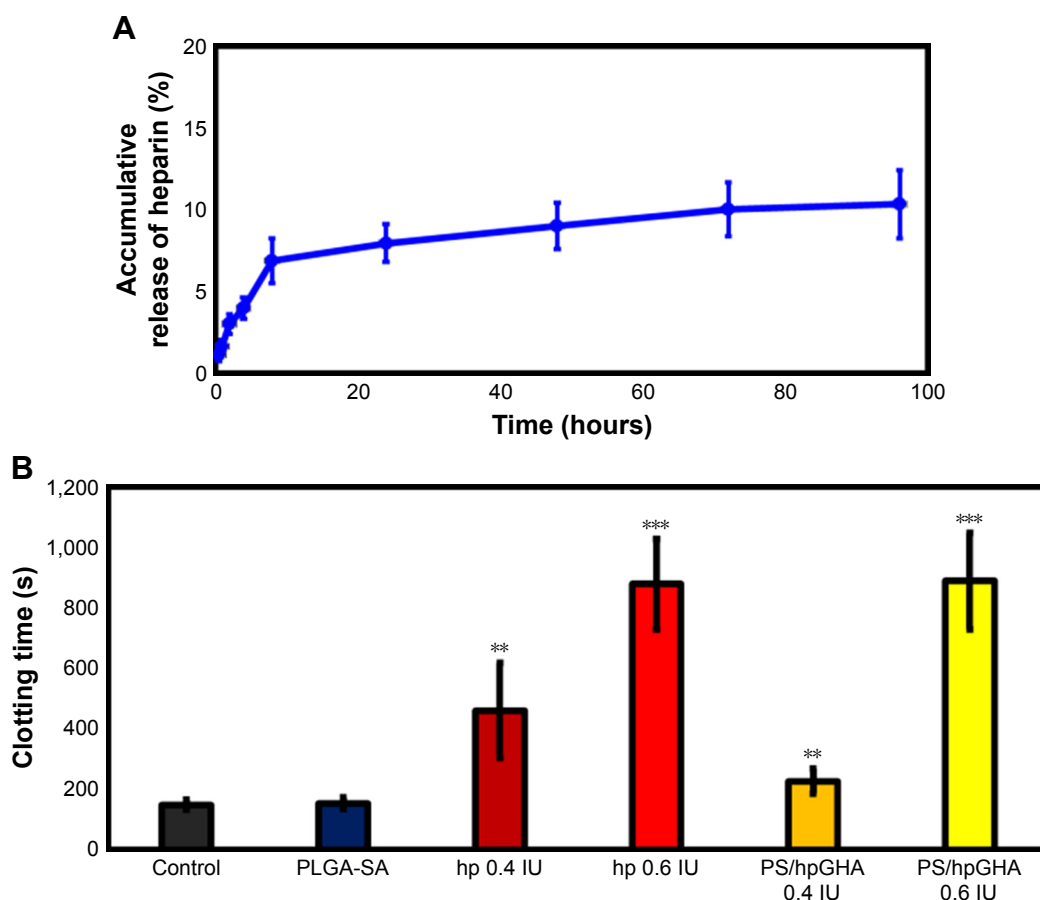 A
Accumulative
release of heparin (%)
20
15
10
5
0
0 20 40 60 80 100
Time (hours)
B
Clotting time (s)
1,200
1,000
800
600
400
200
0
** *** ** ***
Control PLGA-SA hp 0.4 IU hp 0.6 IU PS/hpGHA PS/hpGHA
0.4 IU 0.6 IU